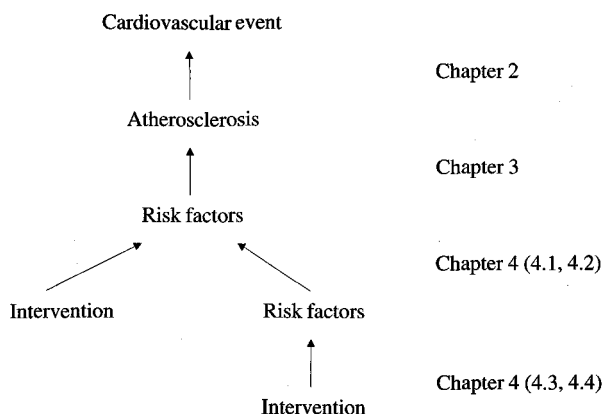 Cardiovascular event
Chapter 2
Atherosclerosis
Chapter 3
Risk factors
Chapter 4 (4.1, 4.2)
Intervention Risk factors
Chapter 4 (4.3, 4.4)
Intervention